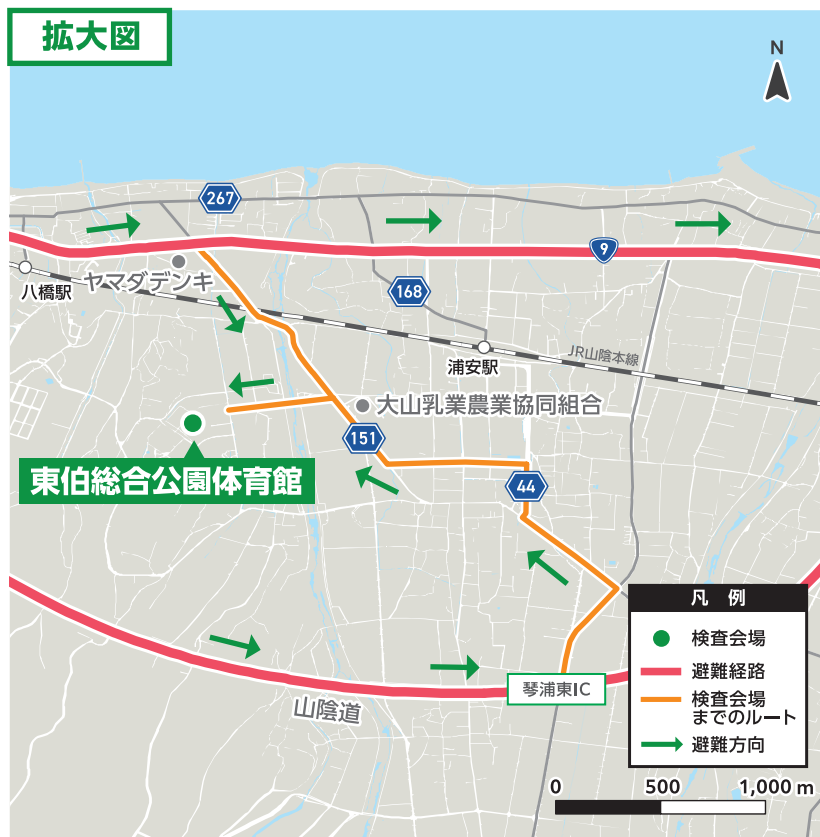 拡大図
N
267
9
ヤマダデンキ
八橋駅
168
JR山陰本線
浦安駅
大山乳業農業協同組合
151
東伯総合公園体育館
44
凡 例
検査会場
避難経路
検査会場
までのルート
避難方向
琴浦東IC
山陰道
0 500 1,000 m